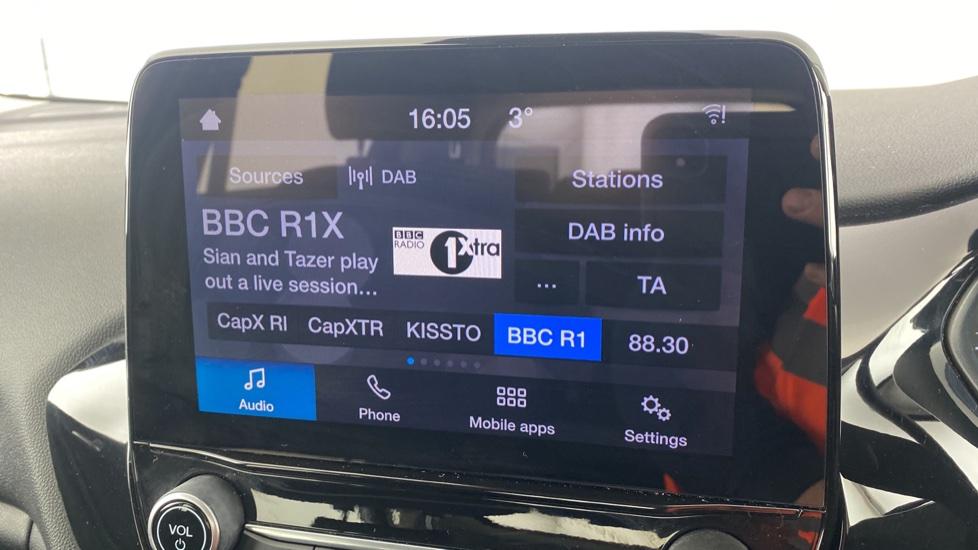 16:05 3°
Sources DAB
Stations
BBC R1X
BBC
RADIO
1Xtra
DAB info
Sian and Tazer play
out a live session...
...
TA
CapX RI CapXTR KISSTO BBC R1 88.30
Audio Phone Mobile apps Settings
VOL